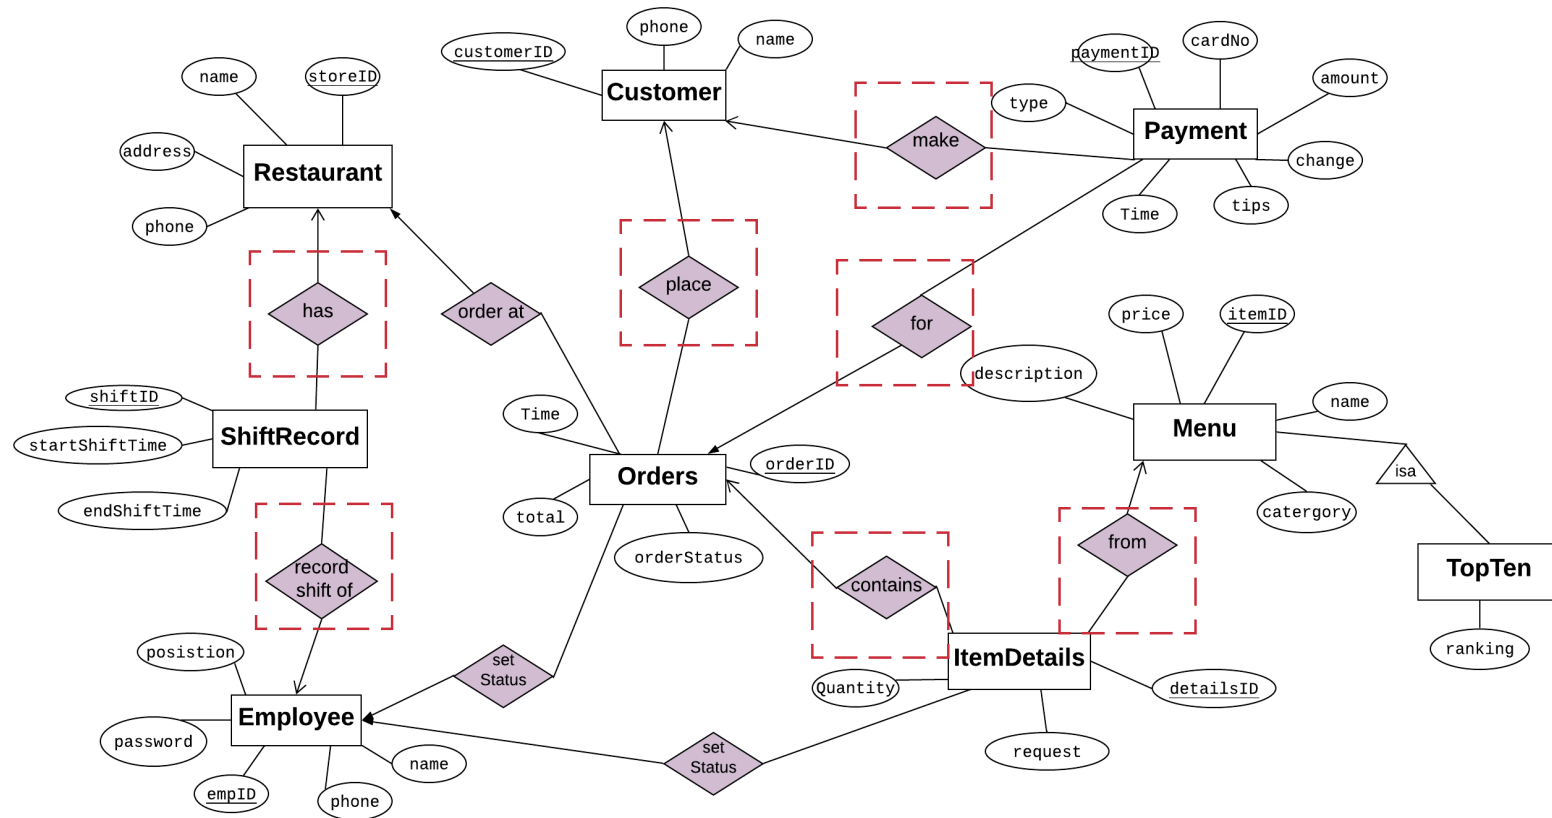 phone
customerID
name
paymentID
cardNo
name
storeID
Customer
type
amount
Payment
make
address
Restaurant
change
Time
tips
phone
place
has
order at
for
price
itemID
description
shiftID
Time
name
startShiftTime
ShiftRecord
Menu
orderID
isa
Orders
endShiftTime
total
catergory
orderStatus
from
record
shift of
contains
TopTen
posistion
set
Status
ItemDetails
ranking
Quantity
detailsID
Employee
password
set
Status
request
name
empID
phone